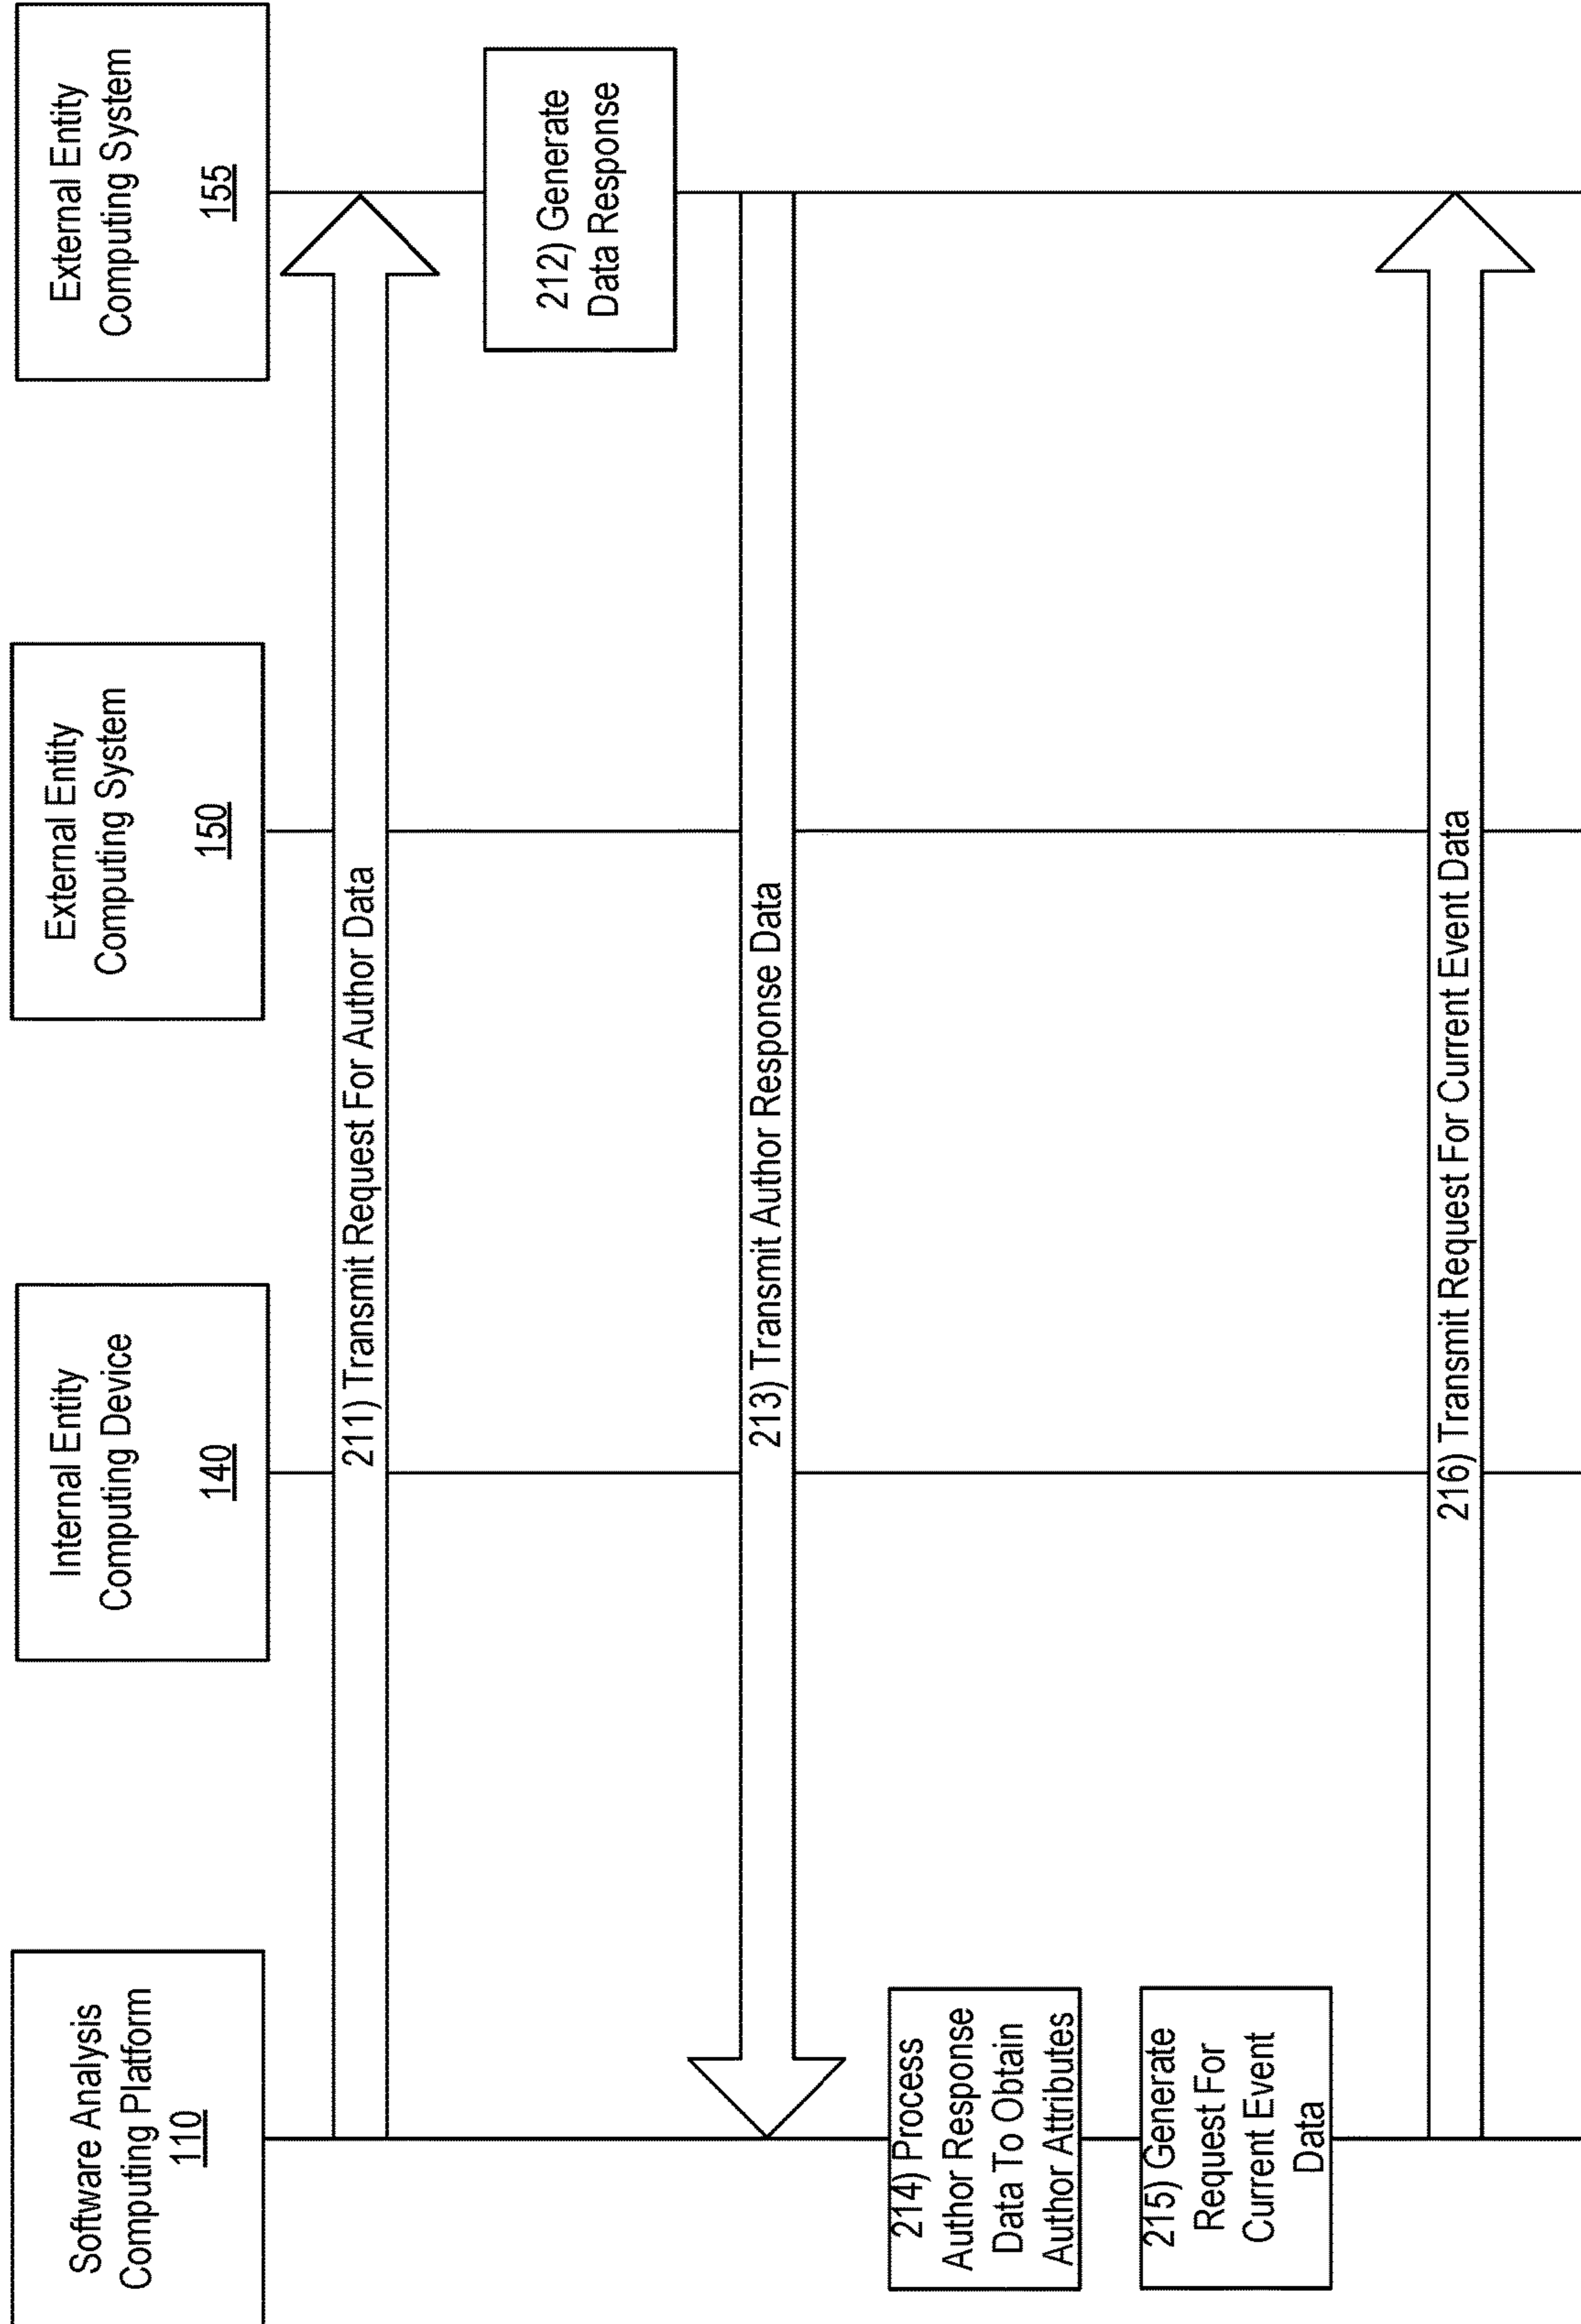 Software Analysis
Computing Platform
110
Internal Entity
Computing Device
140
External Entity
Computing System
150
External Entity
Computing System
155
211) Transmit Request For Author Data
212) Generate
Data Response
213) Transmit Author Response Data
214) Process
Author Response
Data To Obtain
Author Attributes
215) Generate
Request For
Current Event
Data
216) Transmit Request For Current Event Data